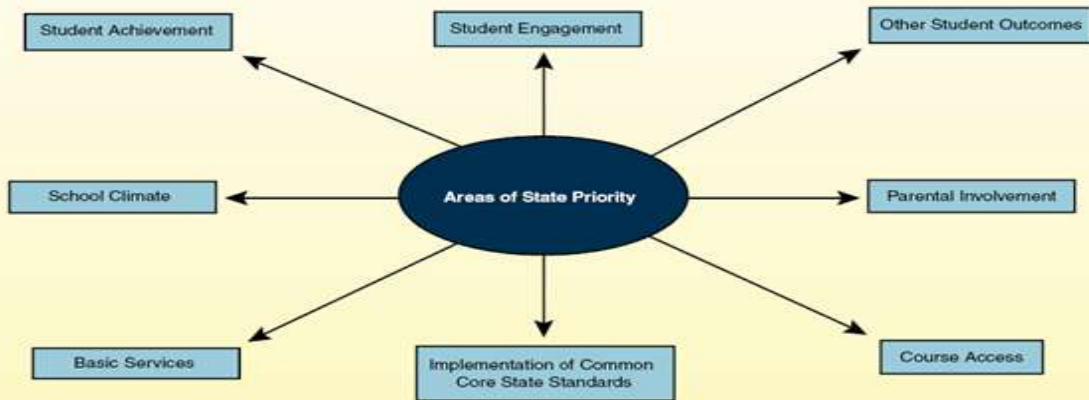 Student Achievement
Student Engagement
Other Student Outcomes
School Climate
Areas of State Priority
Parental Involvement
Basic Services
Implementation of Common
Core State Standards
Course Access